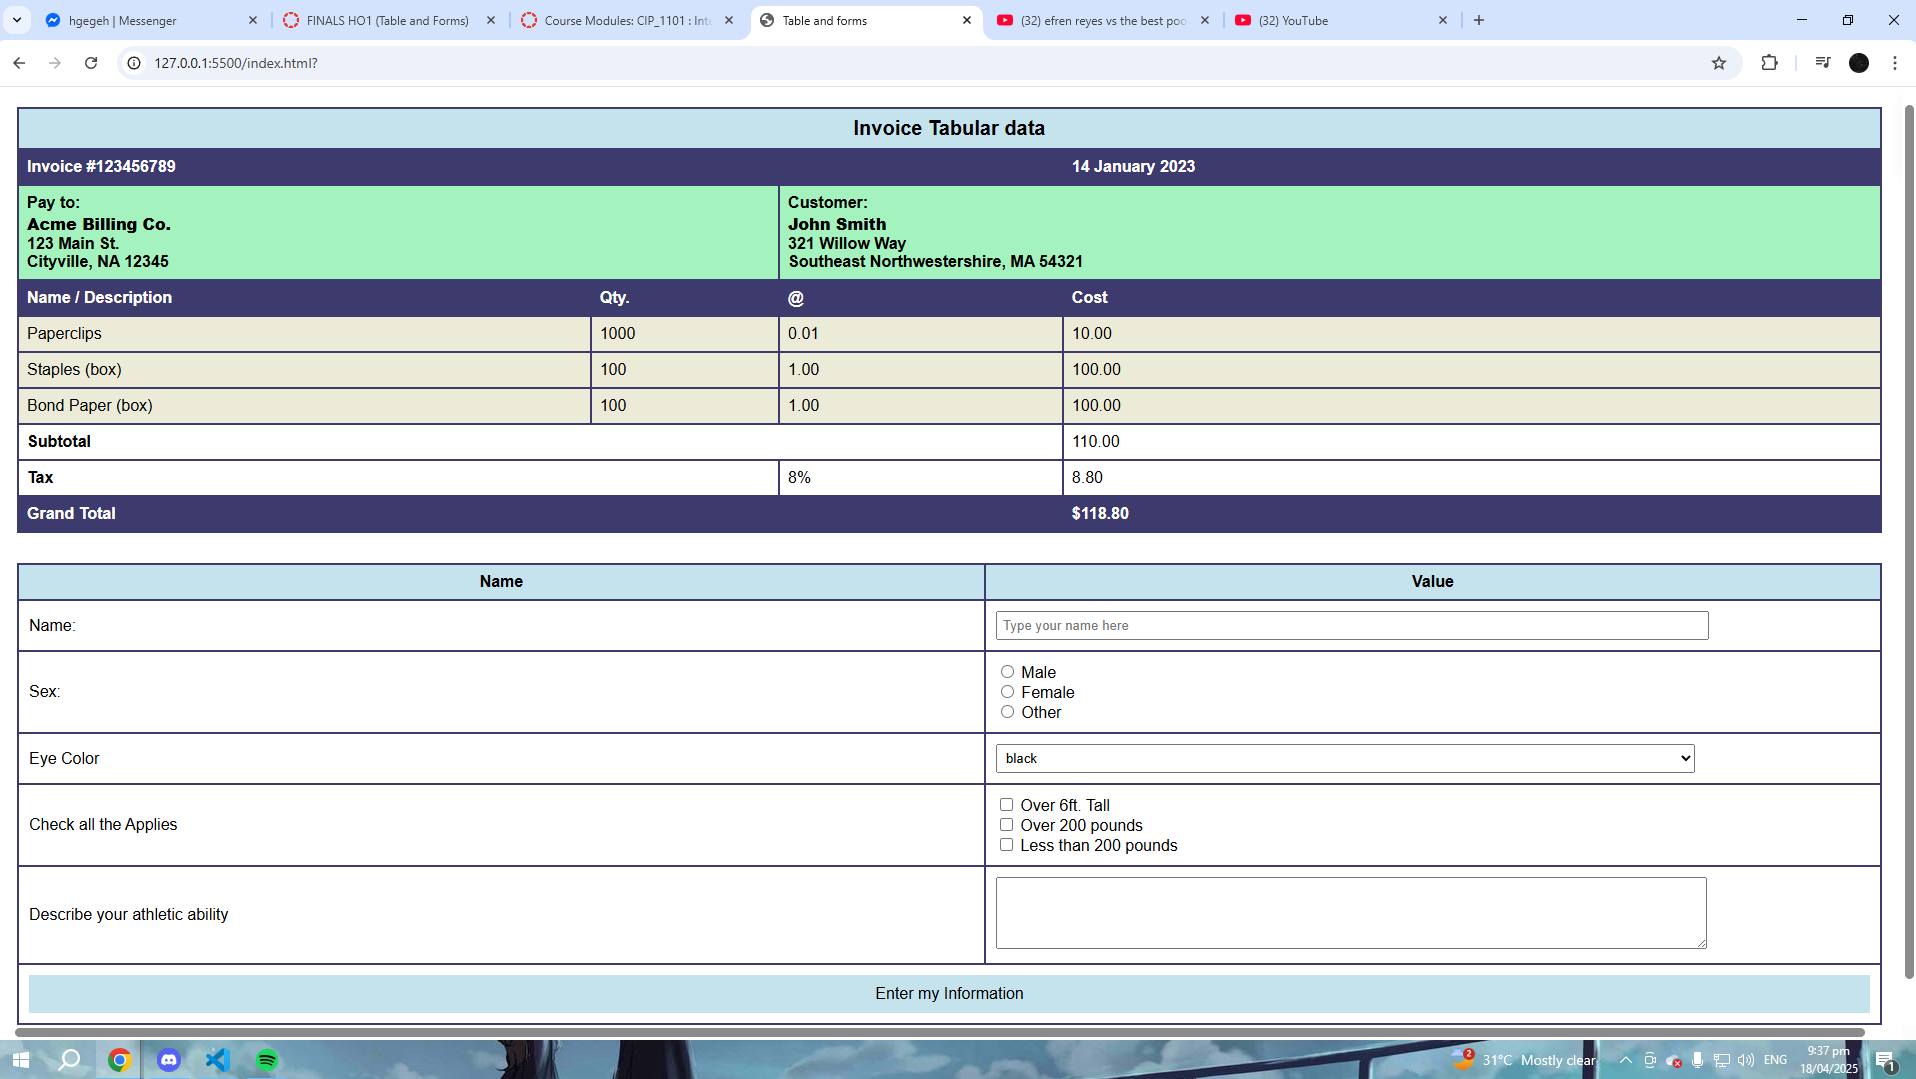 hgegeh | Messenger
FINALS HO1 (Table and Forms)
Course Modules: CIP_1101 : Inte
Table and forms
(32) efren reyes vs the best poo
(32) YouTube
127.0.0.1:5500/index.html?
Invoice Tabular data
Invoice #123456789 14 January 2023
Pay to: Customer:
Acme Billing Co. John Smith
123 Main St. 321 Willow Way
Cityville, NA 12345 Southeast Northwestershire, MA 54321
Name / Description Qty. @ Cost
Paperclips 1000 0.01 10.00
Staples (box) 100 1.00 100.00
Bond Paper (box) 100 1.00 100.00
Subtotal 110.00
Tax 8% 8.80
Grand Total $118.80
Name Value
Name: Type your name here
Sex:
Male
Female
Other
Eye Color black
Check all the Applies
Over 6ft. Tall
Over 200 pounds
Less than 200 pounds
Describe your athletic ability
Enter my Information
2
31°C Mostly clear
ENG
9:37 pm
18/04/2025
1